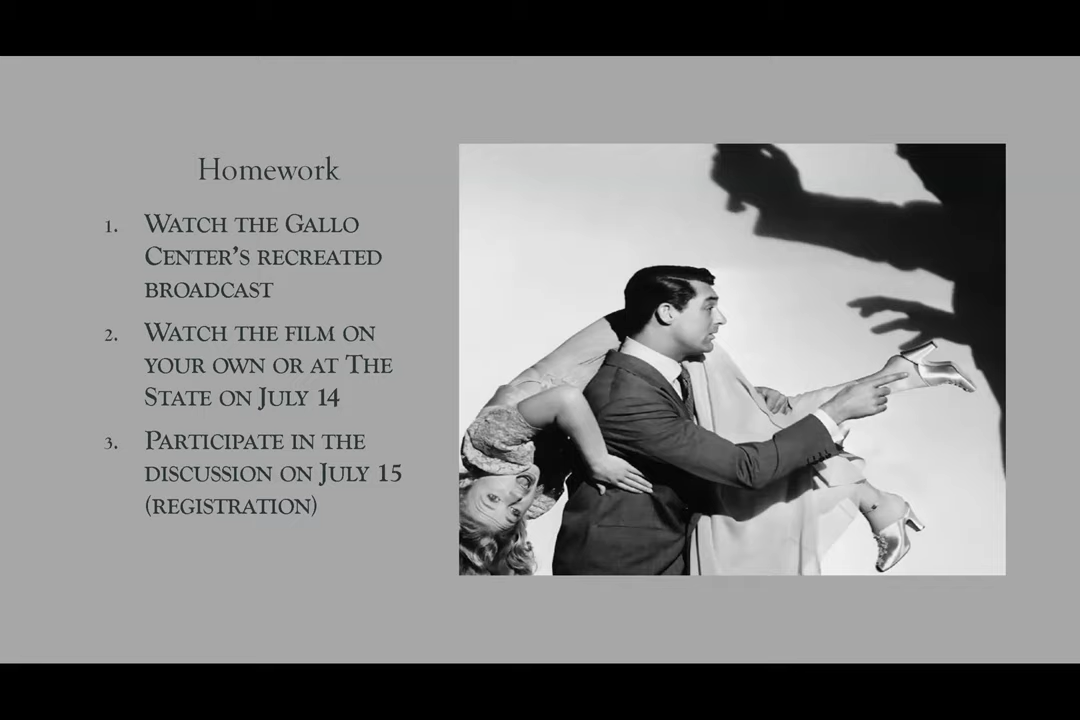 Homework
1. Watch the Gallo
Center's recreated
broadcast
2. Watch the film on
your own or at The
State on July 14
3. Participate in the
discussion on July 15
(registration)